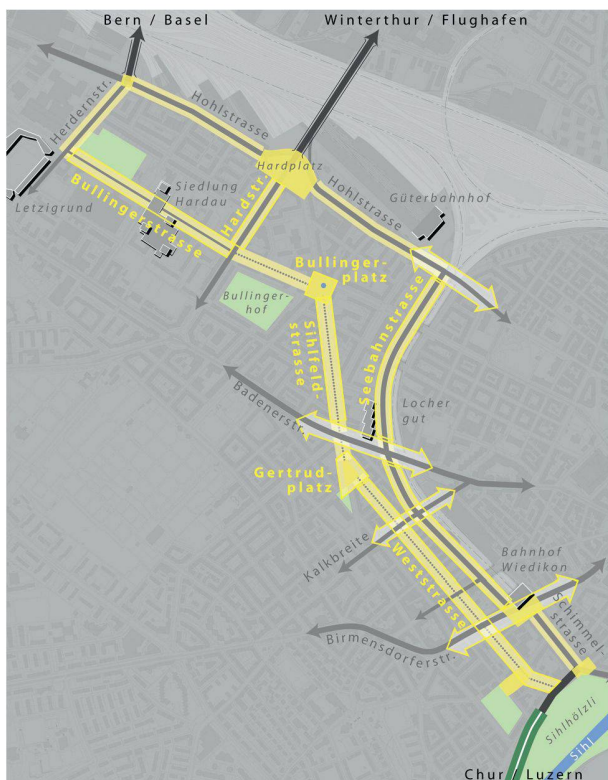 Bern / Basel
Winterthur / Flughafen
Herdernstr.
Hohlstrasse
Hardplatz
Letzigrund
Siedlung
Hardau
Bullingerstrasse
Hardstr.
Hohlstrasse
Güterbahnhof
Bullinger-
platz
Bullinger-
hof
Sihlfeld-
strasse
Seebahnstrasse
Badenerstr.
Locher
gut
Gertrud-
platz
Kalkbreite
Weststrasse
Bahnhof
Wiedikon
Schimmel-
strasse
Birmensdorferstr.
Sihlhölzli
Sihl
Chur
Luzern